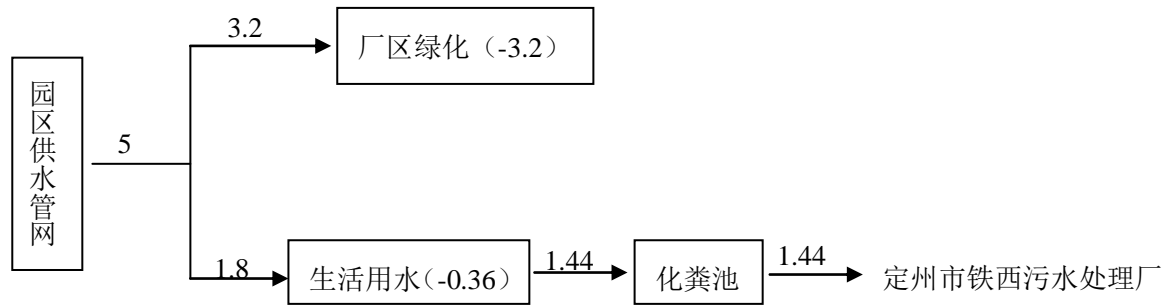 3.2
厂区绿化（-3.2）
园区供水管网
5
1.8
生活用水（-0.36）
1.44
化粪池
1.44
定州市铁西污水处理厂